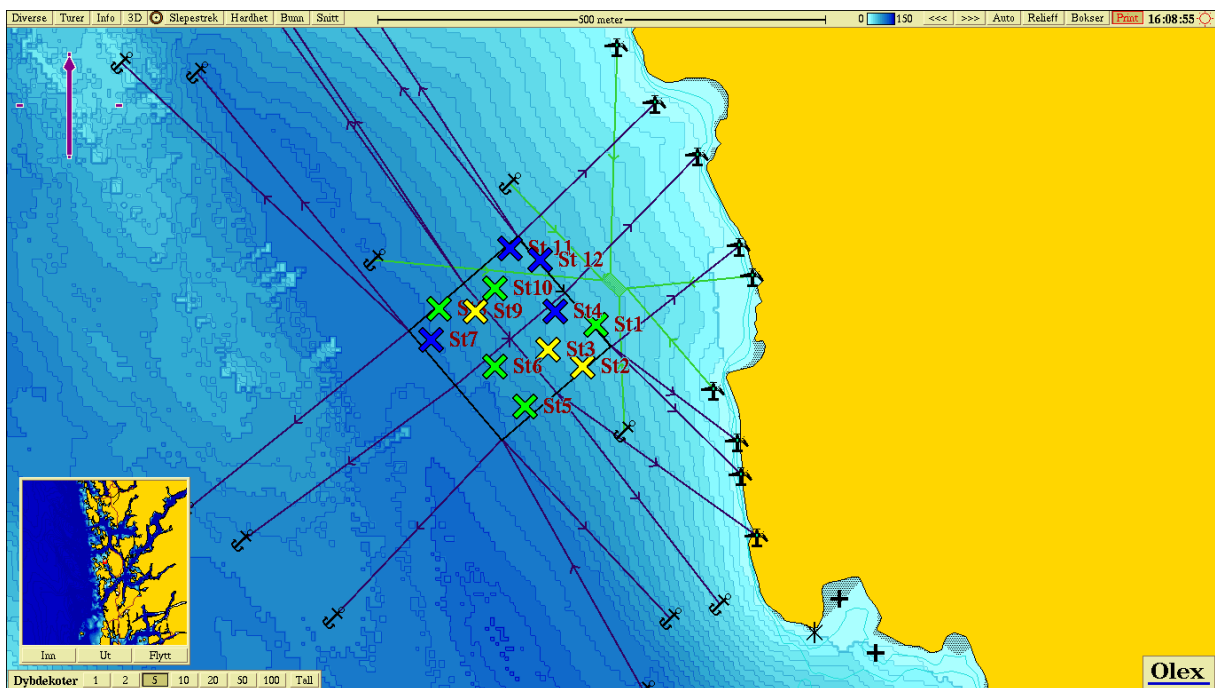 Diverse Turer Info 3D Slepestrek Hardhet Bunn Snitt 500 meter 0 150 <<< >>> Auto Relieff Bokser Print 16:08:55
St 11
St 12
St10
St9
St4
St1
St7
St3
St6
St2
St5
Inn Ut Flytt
Dybdekoter 1 2 5 10 20 50 100 Tall
Olex